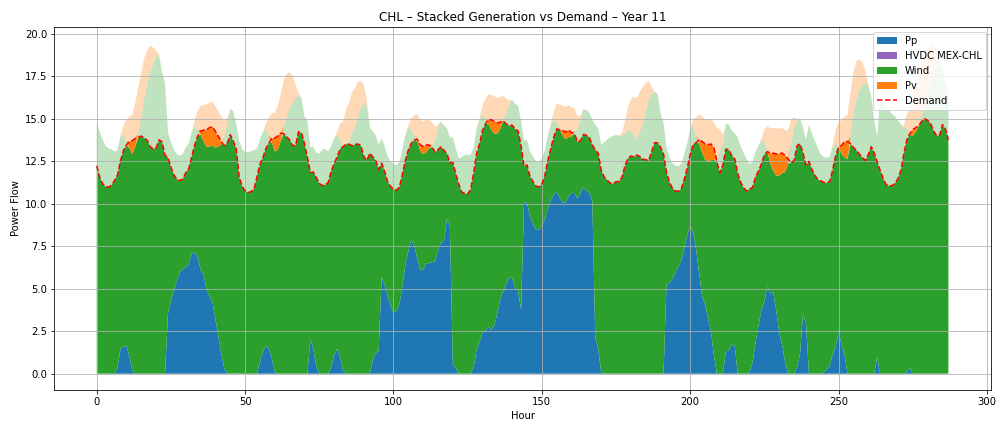 CHL – Stacked Generation vs Demand – Year 11
Power Flow
20.0
17.5
15.0
12.5
10.0
7.5
5.0
2.5
0.0
Pp
HVDC MEX-CHL
Wind
Pv
Demand
0 50 100 150 200 250 300
Hour